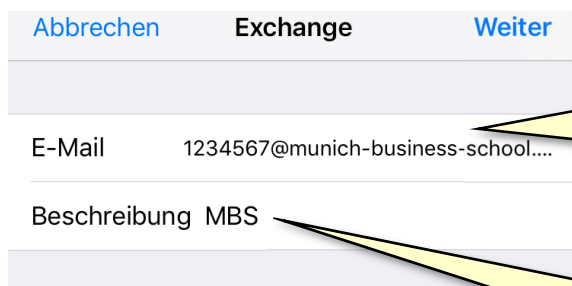 Abbrechen Exchange Weiter
E-Mail 1234567@munich-business-school....
Beschreibung MBS